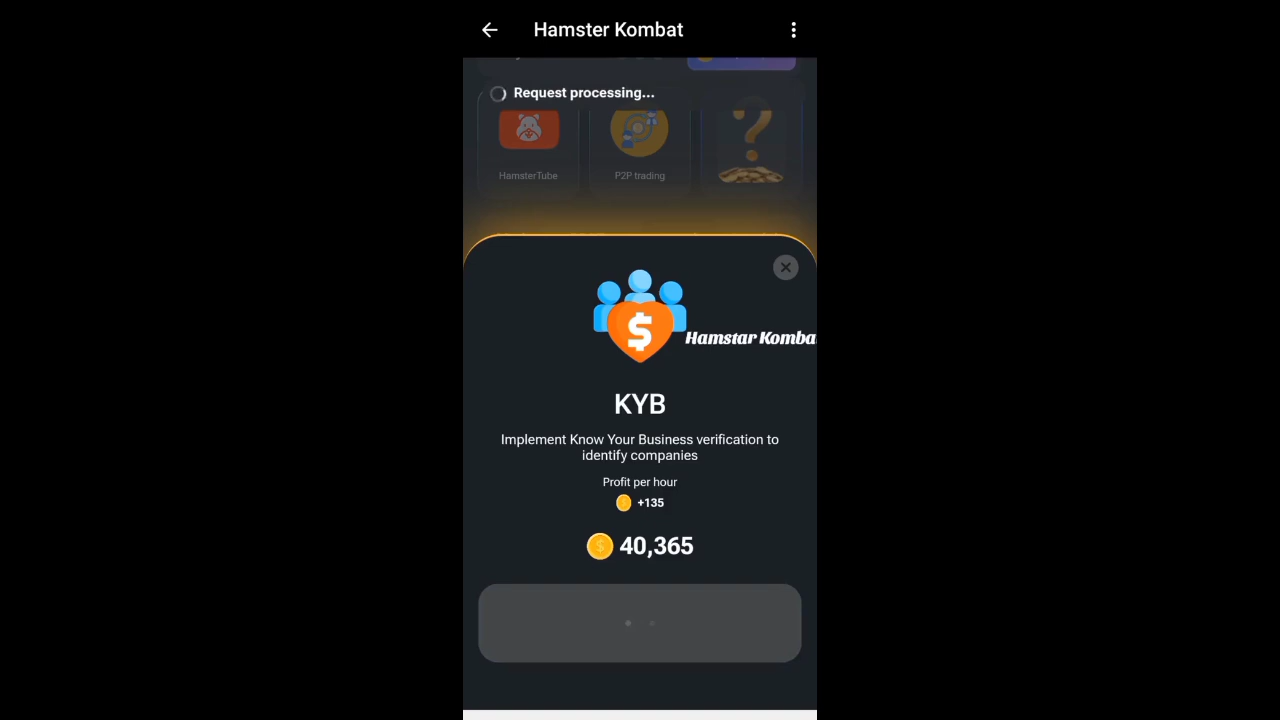 Hamster Kombat
Request processing...
HamsterTube
P2P trading
Hamstar Komba
KYB
Implement Know Your Business verification to
identify companies
Profit per hour
+135
40,365